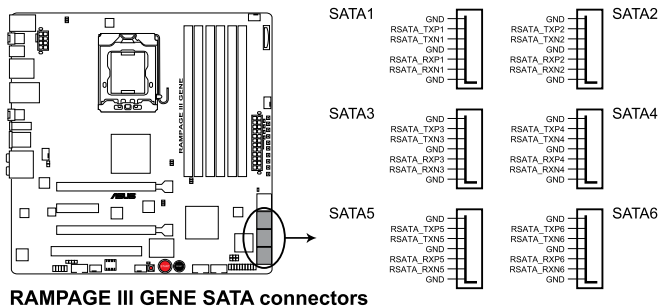 SATA1
GND
RSATA_TXP1
RSATA_TXN1
GND
RSATA_RXP1
RSATA_RXN1
GND
SATA2
GND
RSATA_TXP2
RSATA_TXN2
GND
RSATA_RXP2
RSATA_RXN2
GND
SATA3
GND
RSATA_TXP3
RSATA_TXN3
GND
RSATA_RXP3
RSATA_RXN3
GND
SATA4
GND
RSATA_TXP4
RSATA_TXN4
GND
RSATA_RXP4
RSATA_RXN4
GND
SATA5
GND
RSATA_TXP5
RSATA_TXN5
GND
RSATA_RXP5
RSATA_RXN5
GND
SATA6
GND
RSATA_TXP6
RSATA_TXN6
GND
RSATA_RXP6
RSATA_RXN6
GND
RAMPAGE III GENE
ASUS
RAMPAGE III GENE SATA connectors